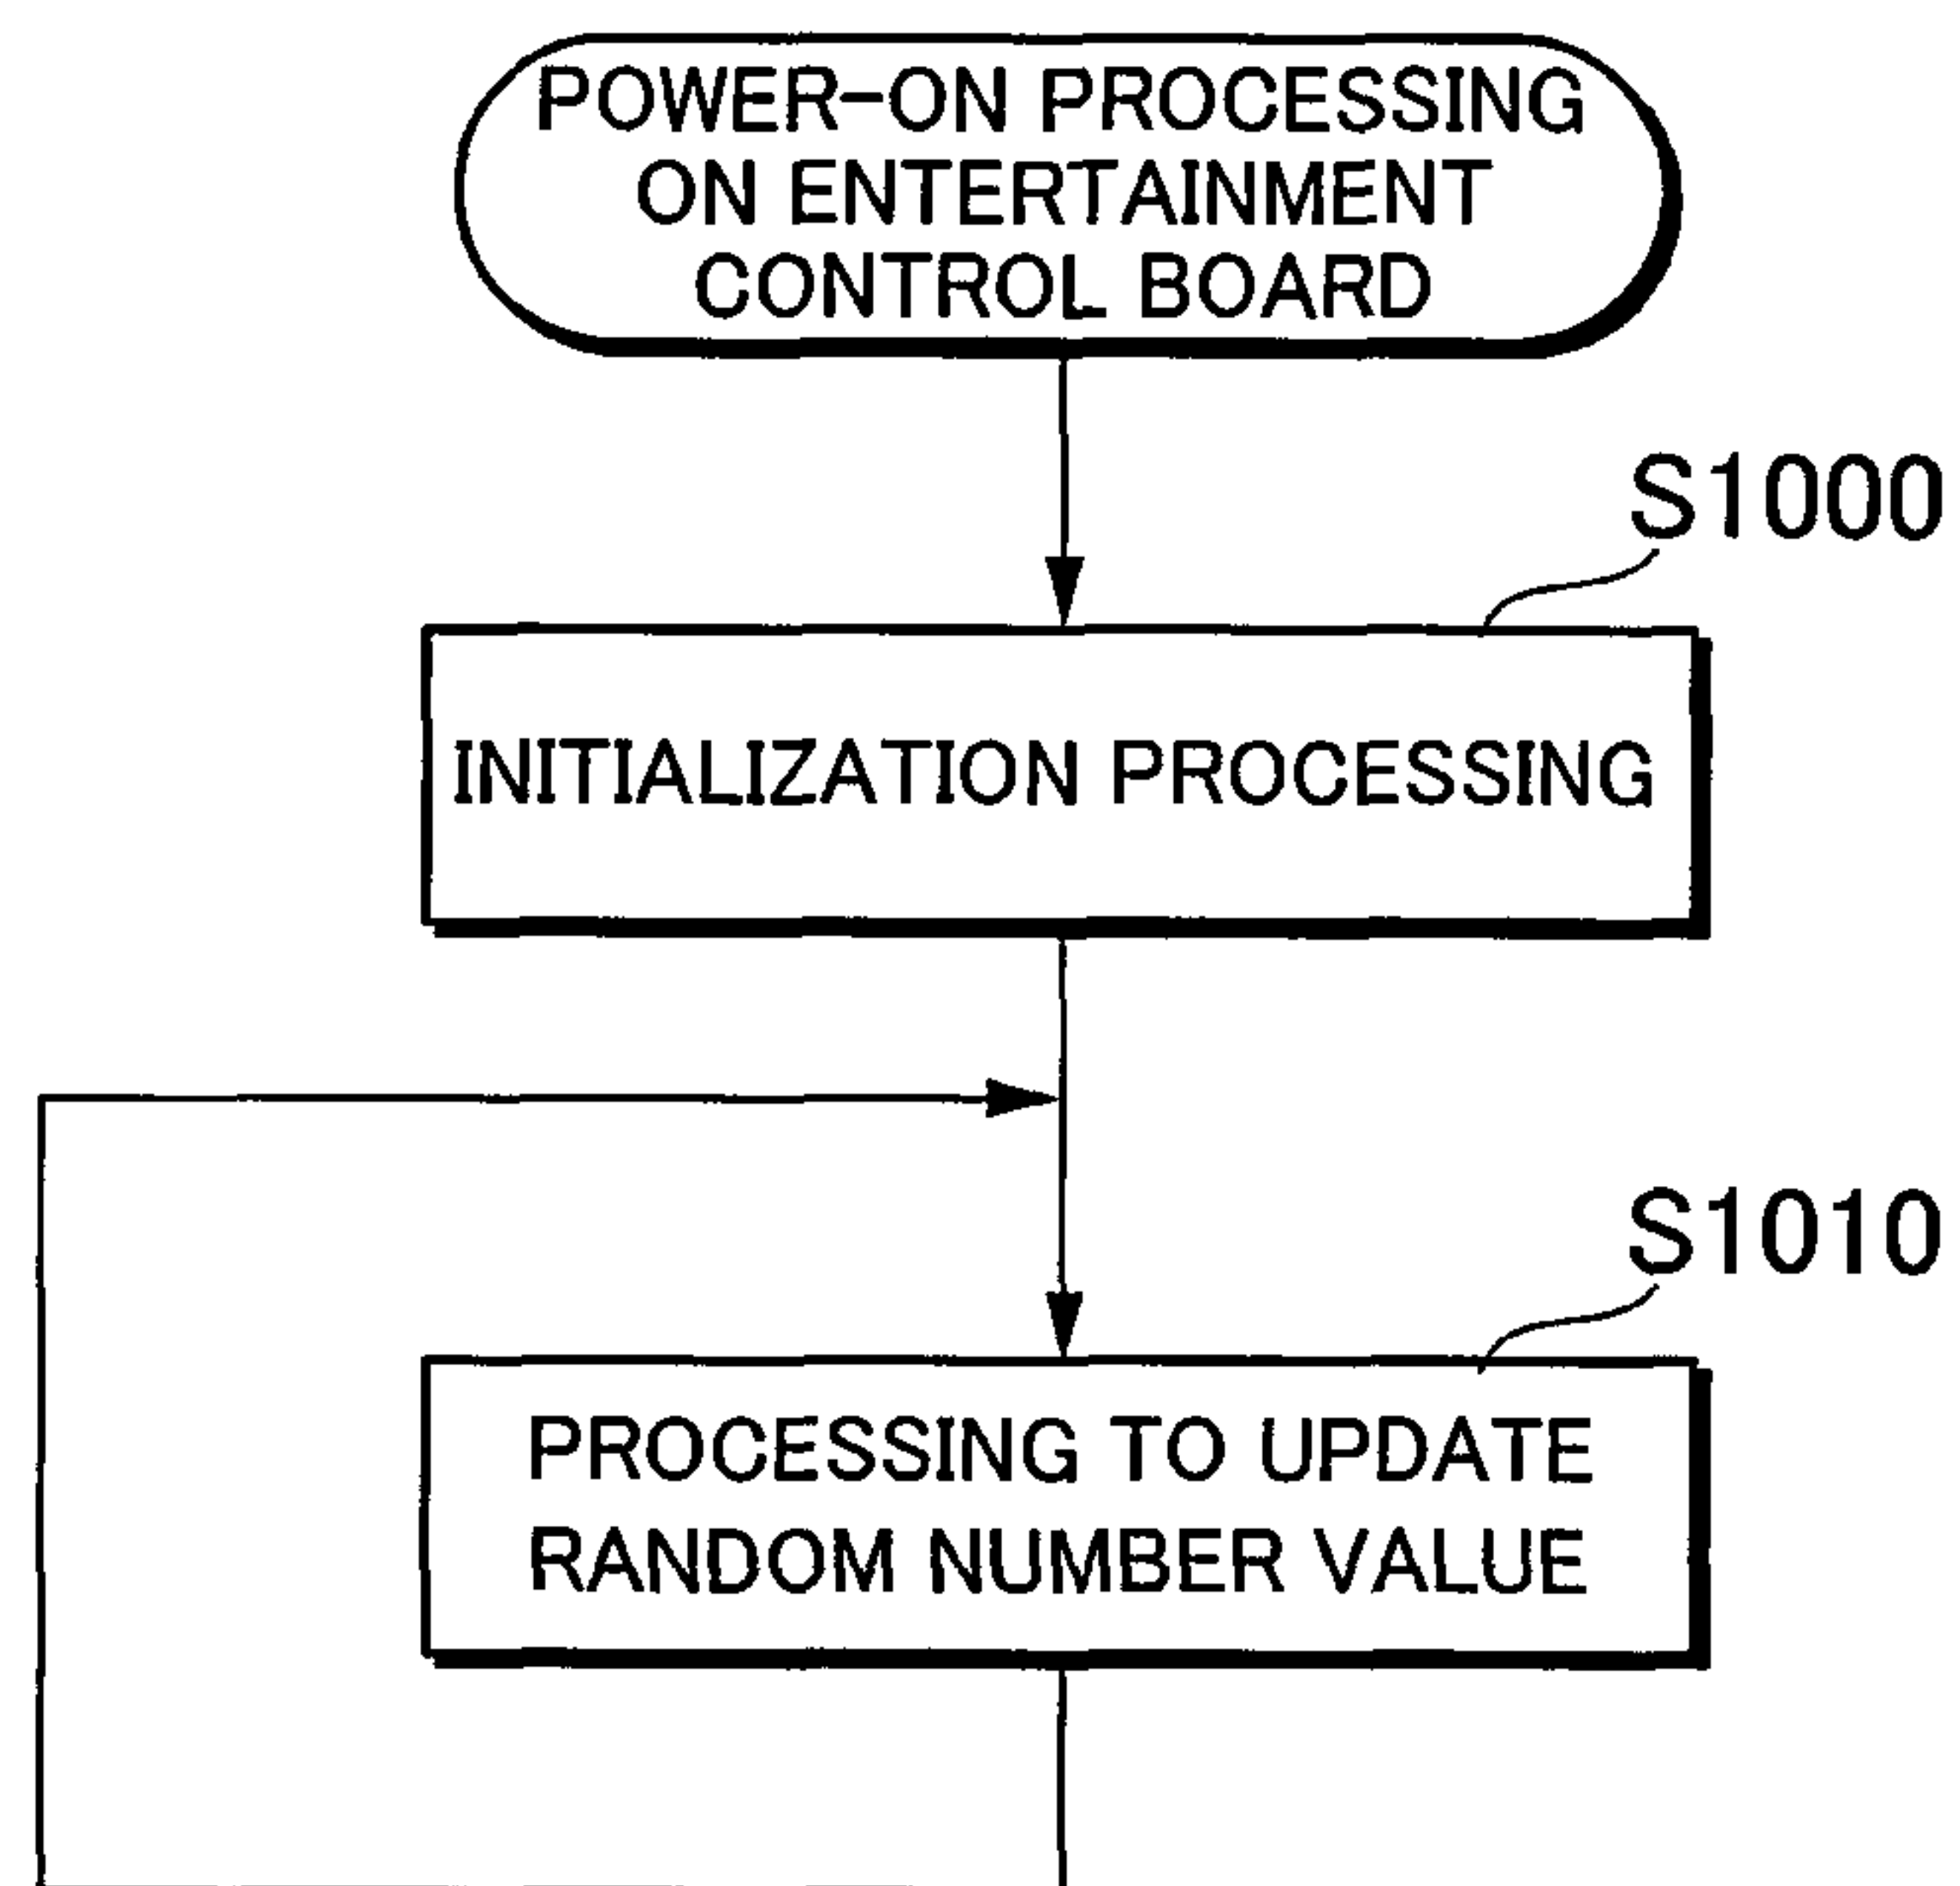 POWER-ON PROCESSING
ON ENTERTAINMENT
CONTROL BOARD
S1000
INITIALIZATION PROCESSING
S1010
PROCESSING TO UPDATE
RANDOM NUMBER VALUE